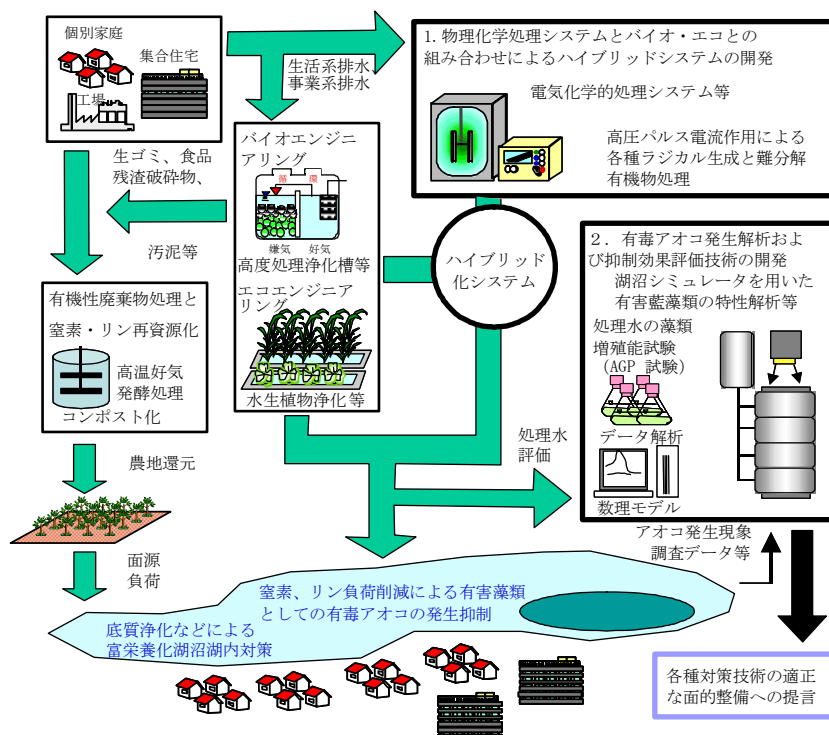 個別家庭
集合住宅
工場
生活系排水、
事業系排水
1. 物理化学処理システムとバイオ・エコとの
組み合わせによるハイブリッドシステムの開発
電気化学的処理システム等
高圧パルス電流作用による
各種ラジカル生成と難分解
有機物処理
生ゴミ、食品
残渣破砕物、
汚泥等
バイオエンジニ
アリング
循 環
嫌気 好気
高度処理浄化槽等
エコエンジニア
リング
水生植物浄化等
ハイブリッド
化システム
2. 有毒アオコ発生解析およ
び抑制効果評価技術の開発
湖沼シミュレータを用いた
有害藍藻類の特性解析等
処理水の藻類
増殖能試験
(AGP 試験)
データ解析
数理モデル
有機性廃棄物処理と
窒素・リン再資源化
高温好気
発酵処理
コンポスト化
農地還元
処理水
評価
面源
負荷
アオコ発生現象
調査データ等
窒素、リン負荷削減による有害藻類
としての有毒アオコの発生抑制
底質浄化などによる
富栄養化湖沼湖内対策
各種対策技術の適正
な面的整備への提言